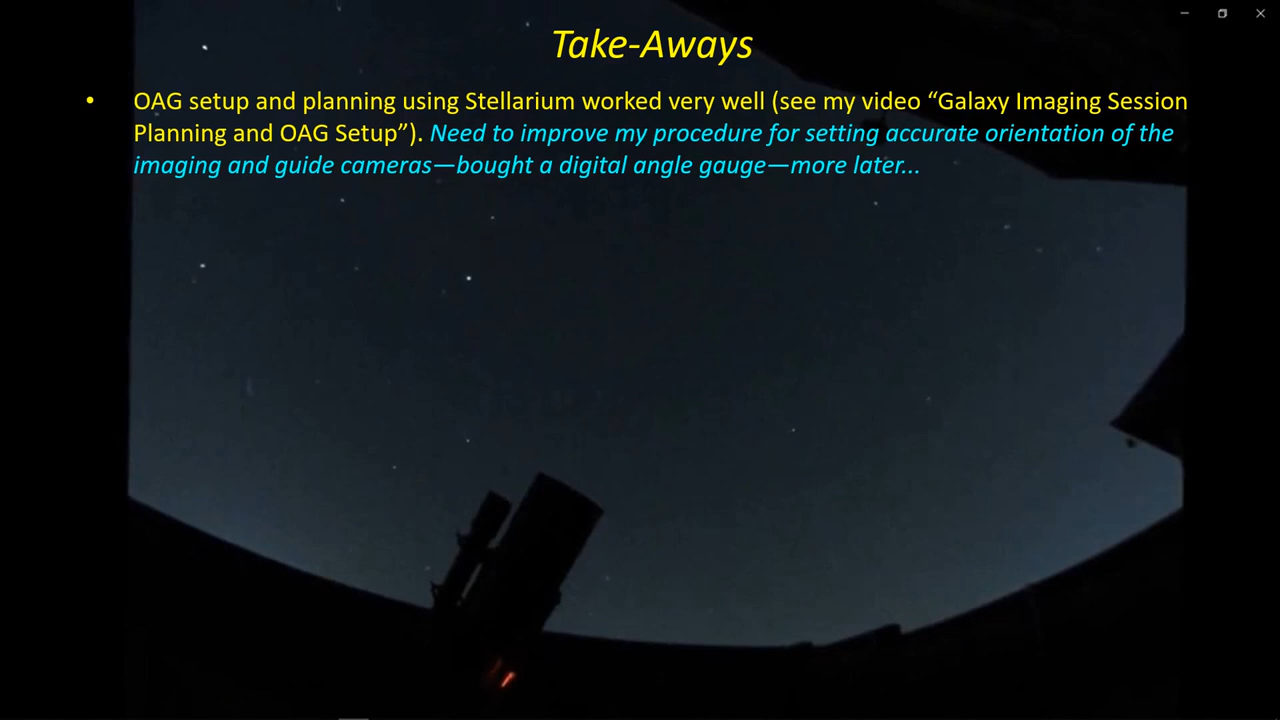 Take-Aways
• OAG setup and planning using Stellarium worked very well (see my video “Galaxy Imaging Session
Planning and OAG Setup”). Need to improve my procedure for setting accurate orientation of the
imaging and guide cameras—bought a digital angle gauge—more later...